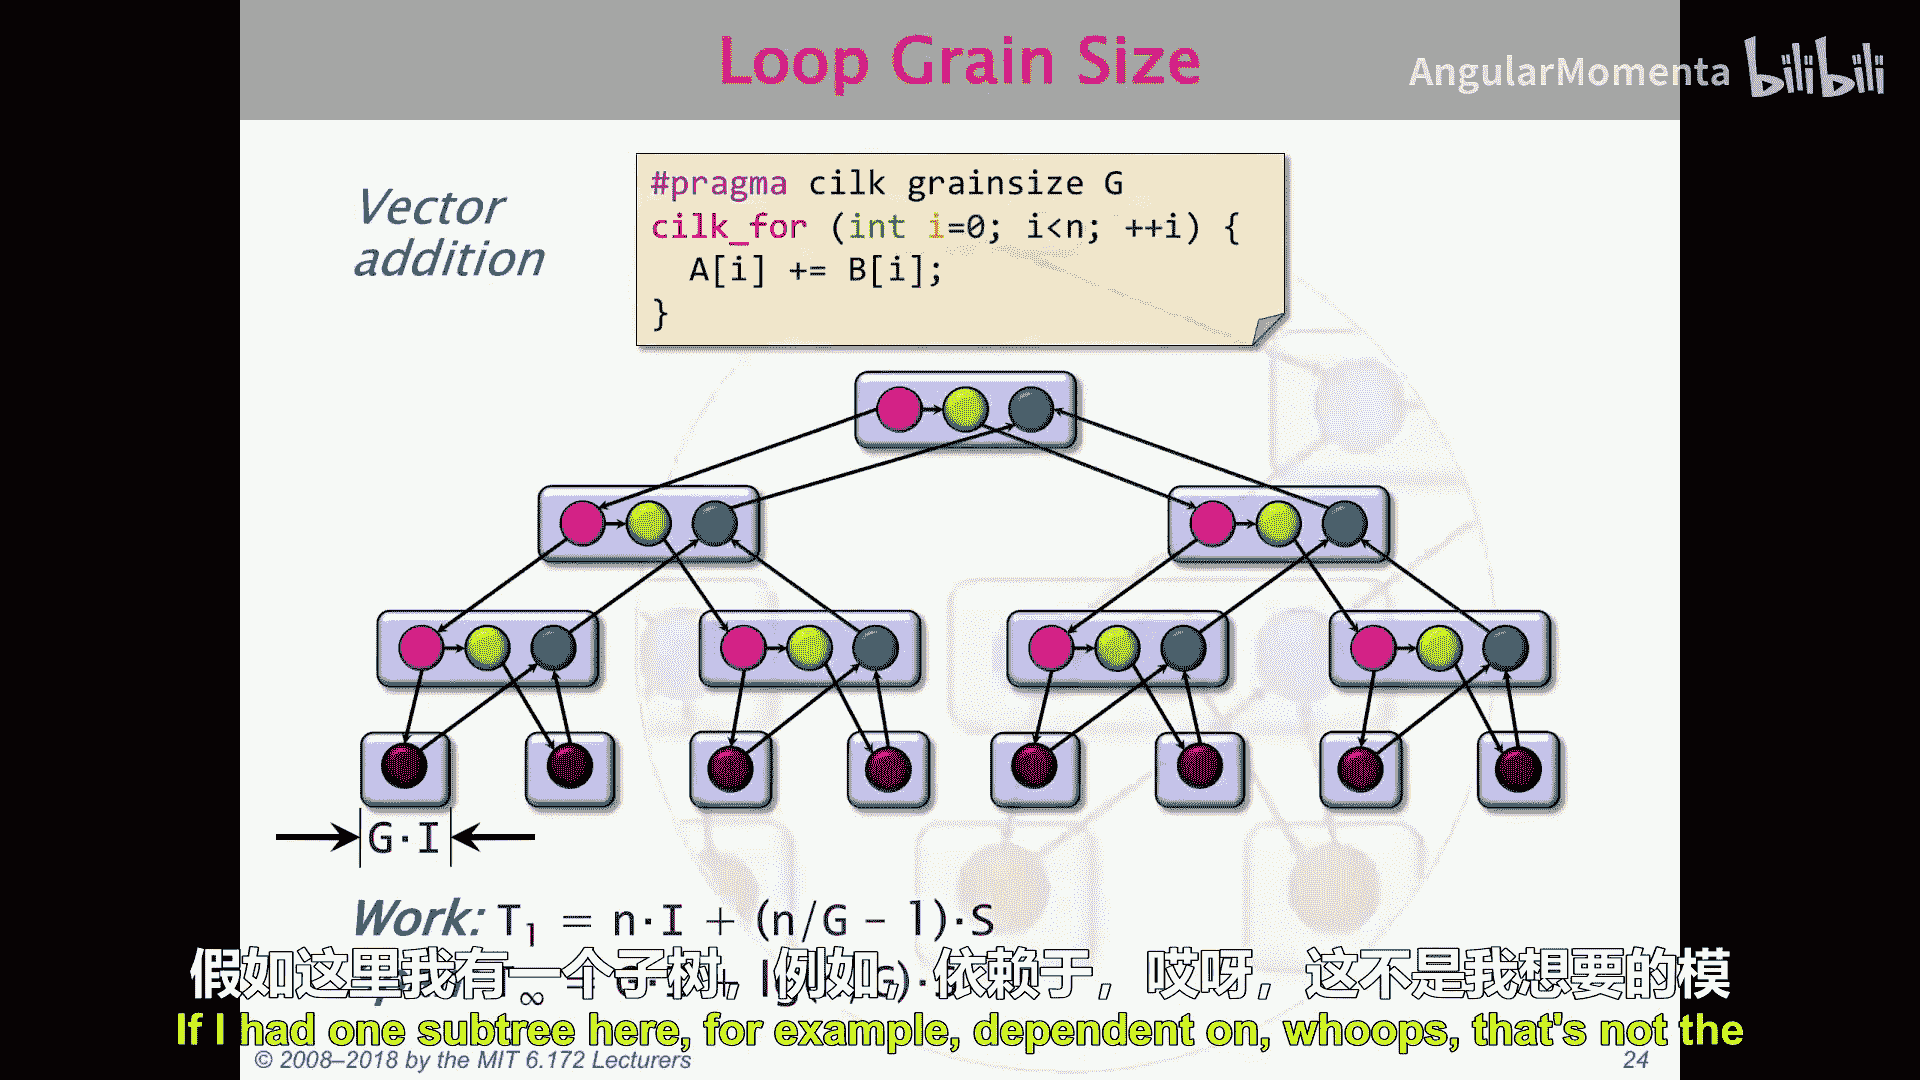 Loop Grain Size
AngularMomenta bilibili
Vector
addition
#pragma cilk grainsize G
cilk_for (int i=0; i<n; ++i) {
A[i] += B[i];
}
G·I
Work: T1 = n·I + (n/G – 1)·S
假如这里我有一个子树，例如，依赖于，哎呀，这不是我想要的模
If I had one subtree here, for example, dependent on, whoops, that's not the
© 2008–2018 by the MIT 6.172 Lecturers
24